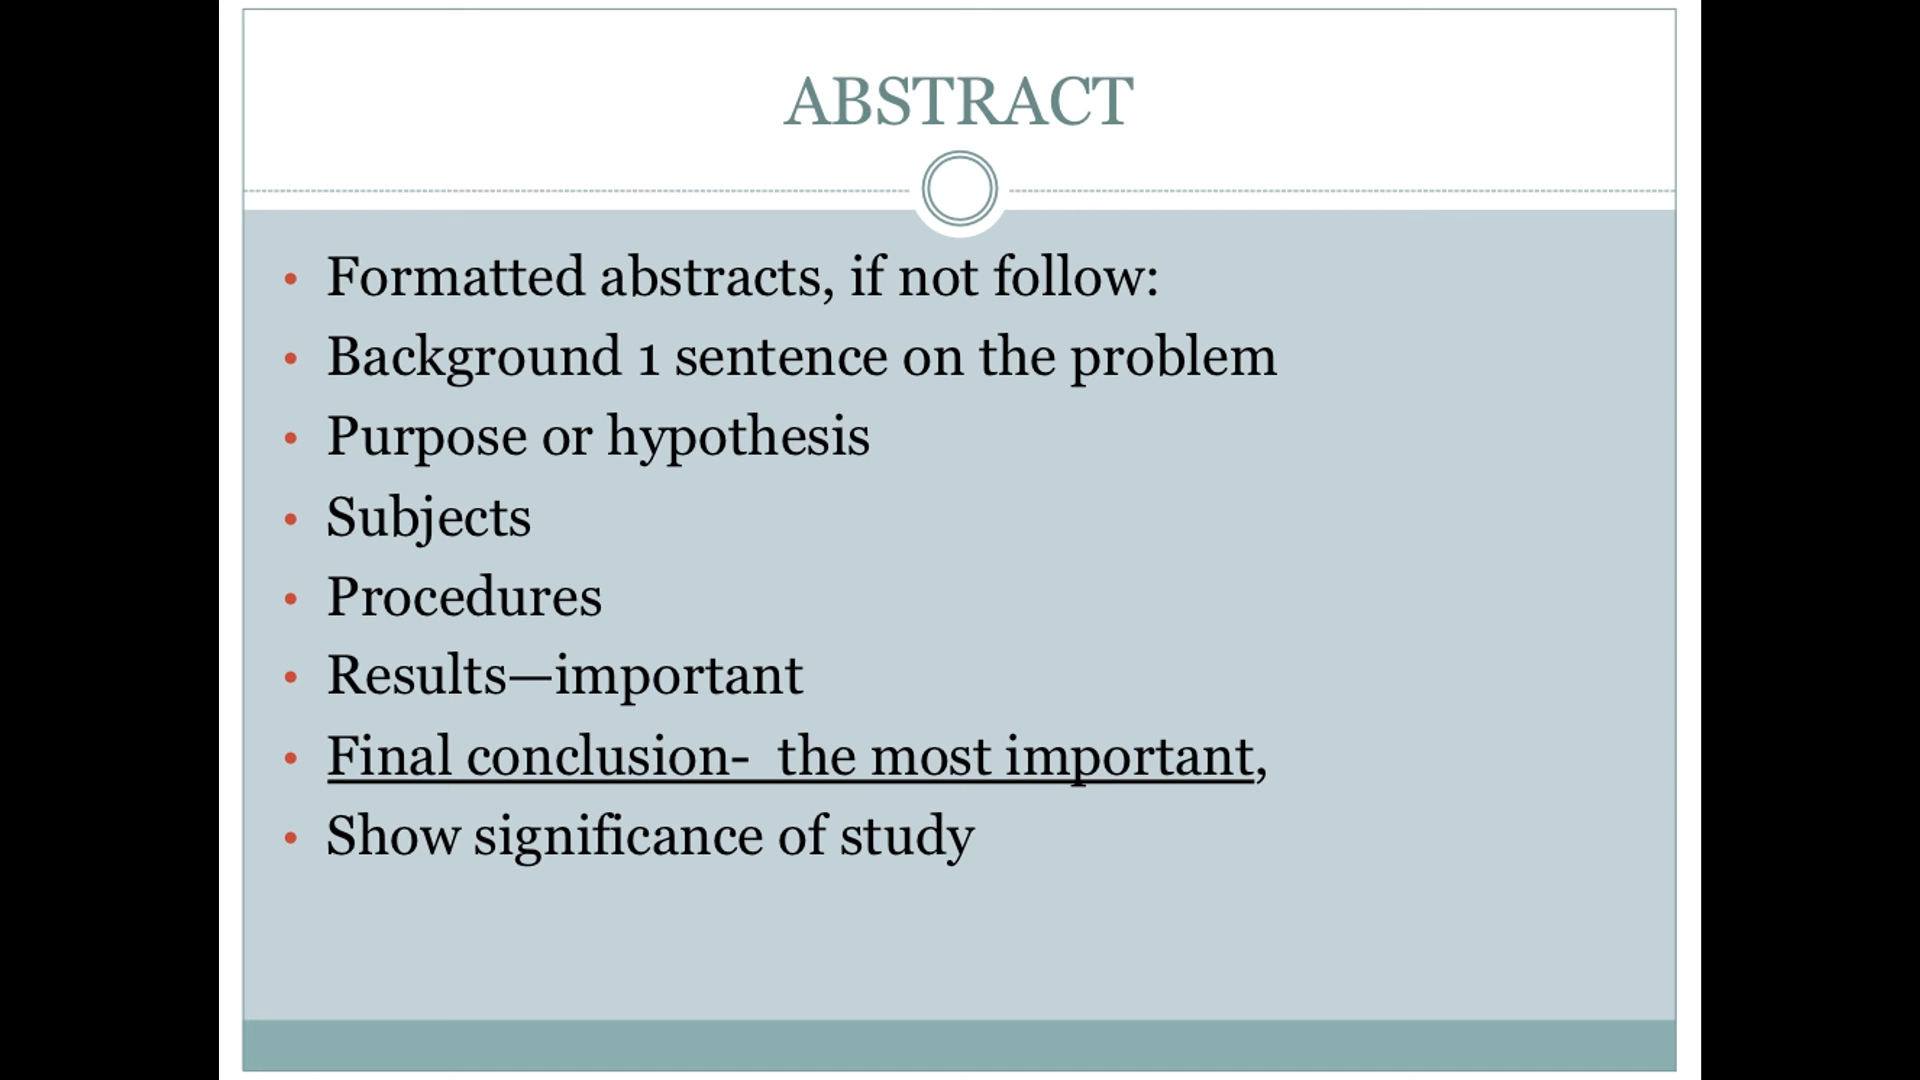 ABSTRACT
• Formatted abstracts, if not follow:
• Background 1 sentence on the problem
• Purpose or hypothesis
• Subjects
• Procedures
• Results—important
• Final conclusion-  the most important,
• Show significance of study